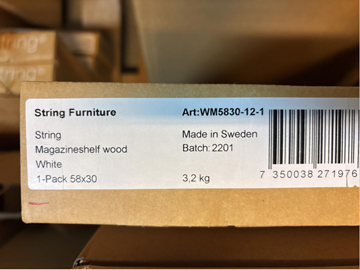 String Furniture Art:WM5830-12-1
String Made in Sweden
Magazineshelf wood Batch: 2201
White
1-Pack 58x30 3,2 kg
7 350038 271976
string